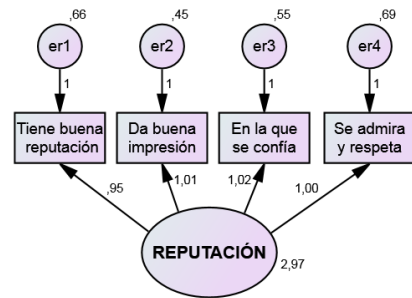 ,66
,45
,55
,69
er1
er2
er3
er4
1
1
1
1
Tiene buena
reputación
Da buena
impresión
En la que
se confía
Se admira
y respeta
,95
1,01
1,02
1,00
REPUTACIÓN
2,97